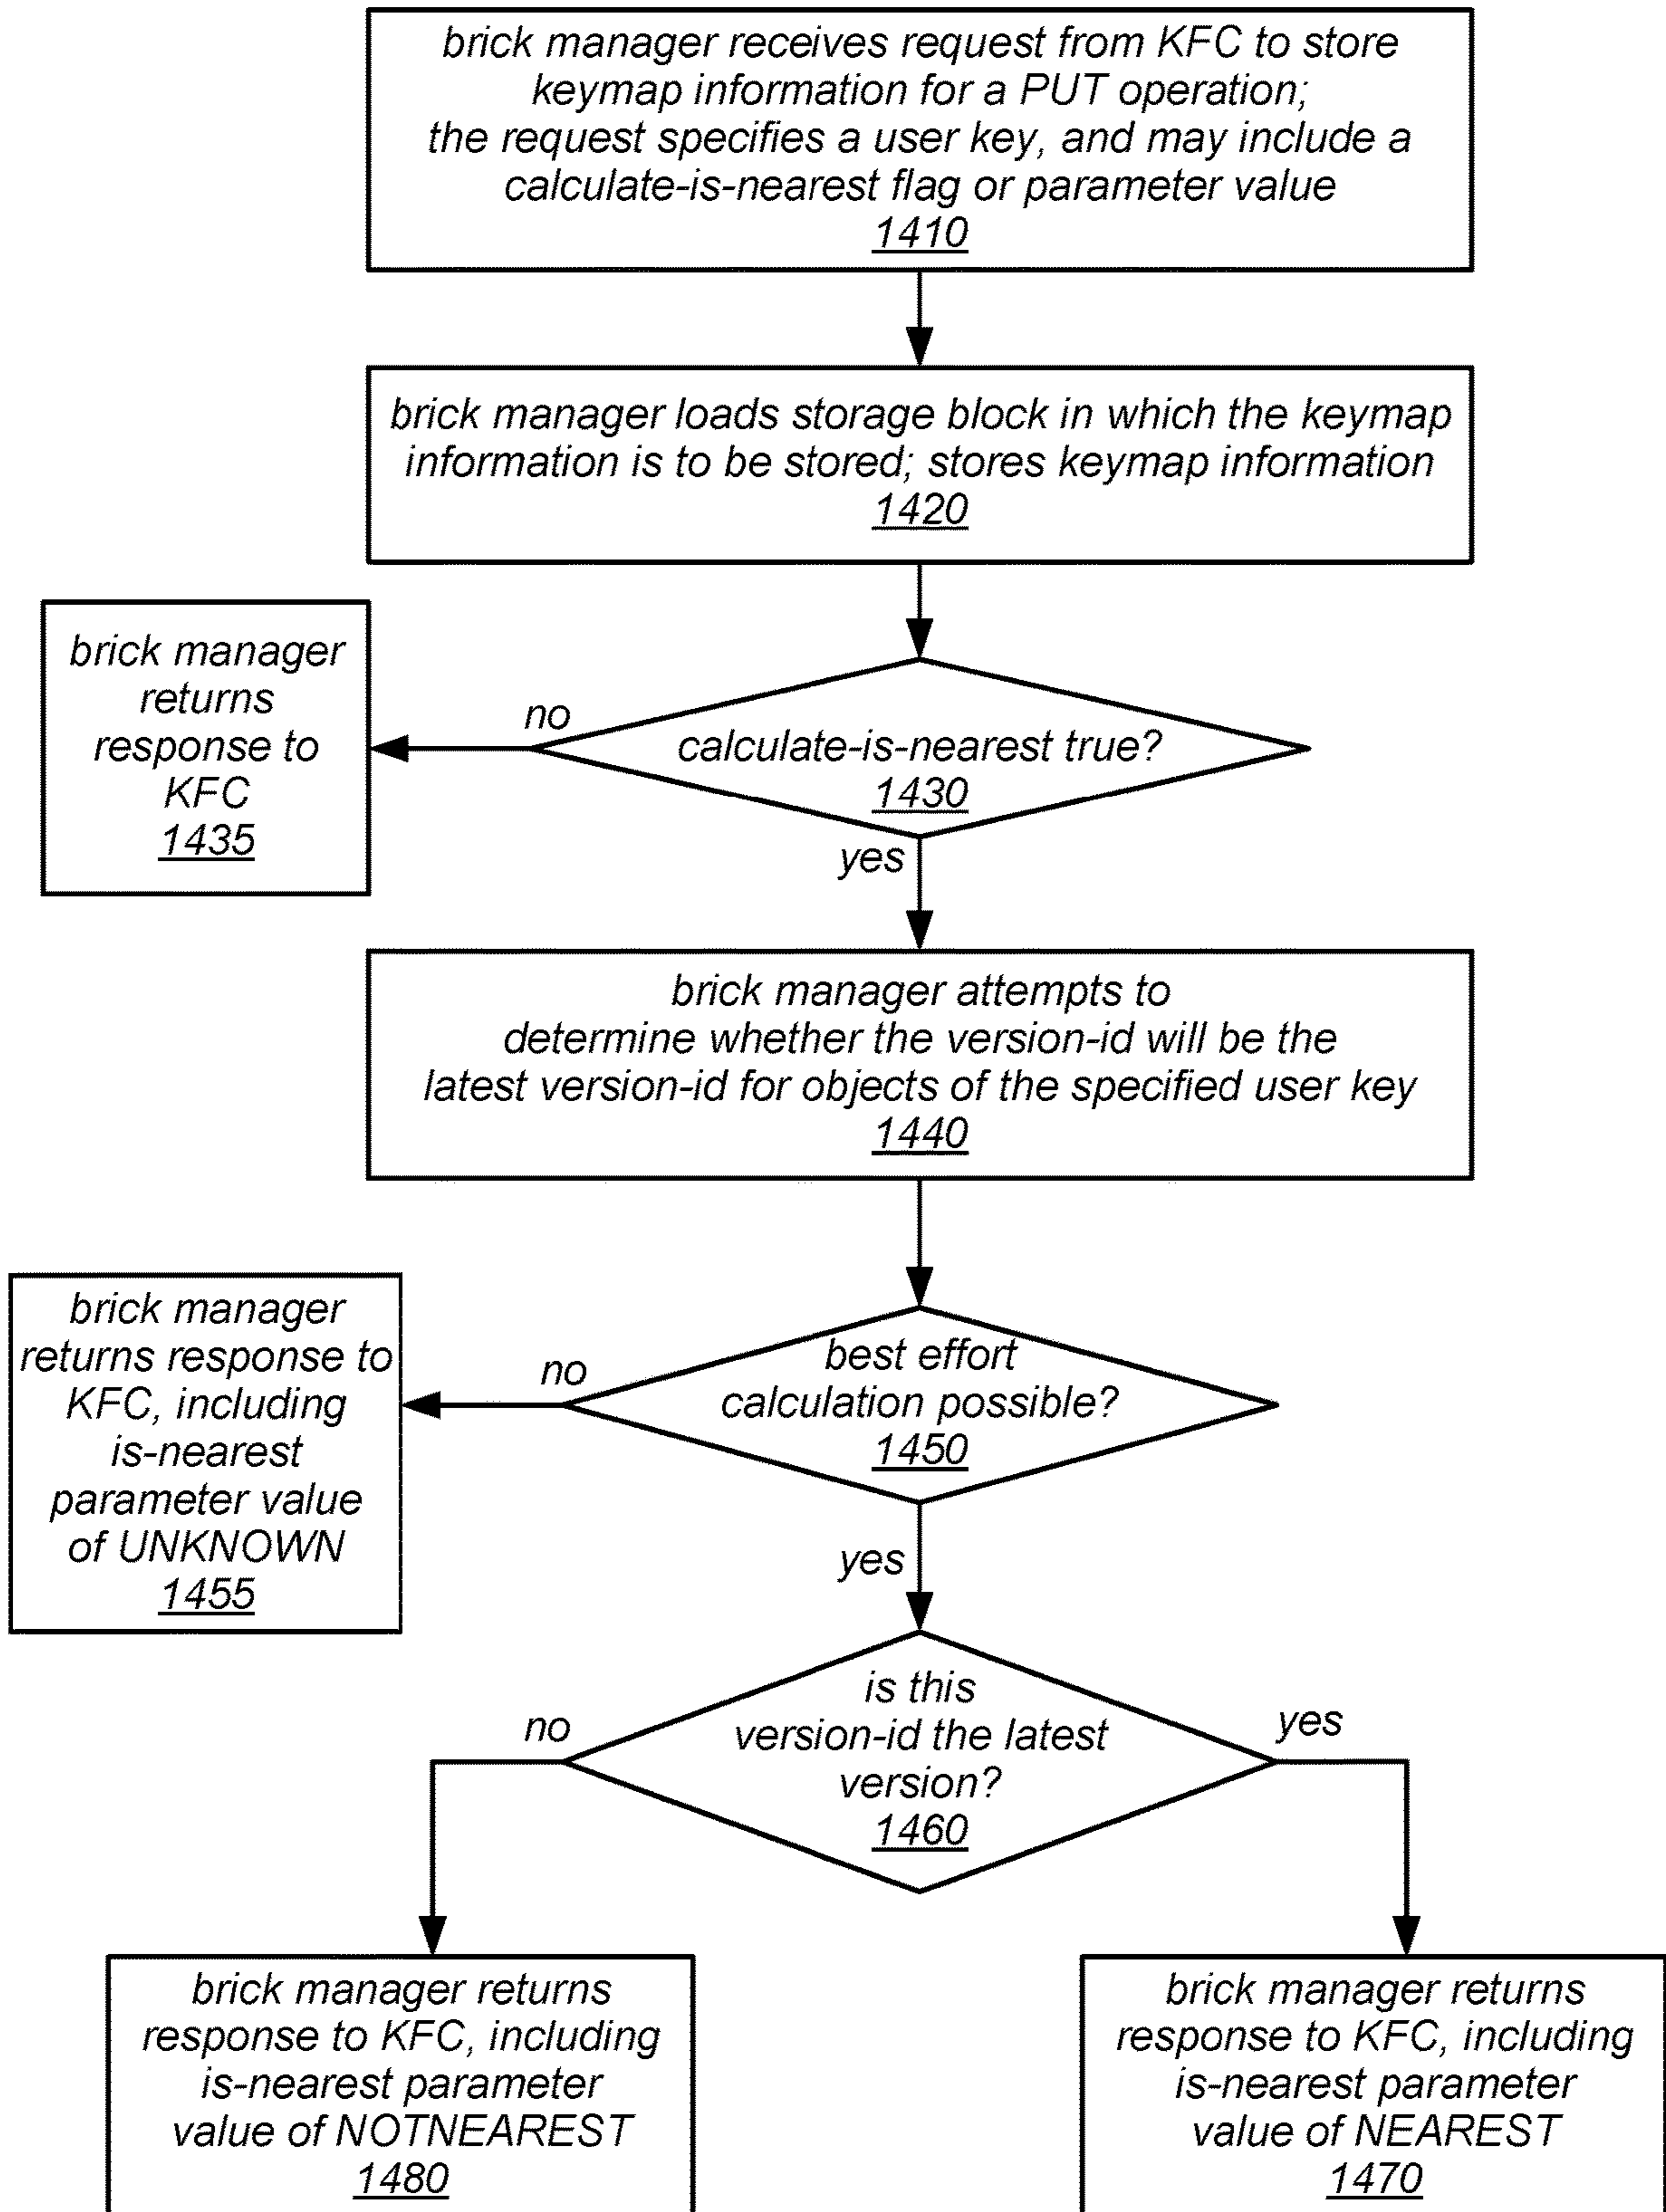 brick manager receives request from KFC to store
keymap information for a PUT operation;
the request specifies a user key, and may include a
calculate-is-nearest flag or parameter value
1410
brick manager loads storage block in which the keymap
information is to be stored; stores keymap information
1420
calculate-is-nearest true?
1430
no
brick manager
returns
response to
KFC
1435
yes
brick manager attempts to
determine whether the version-id will be the
latest version-id for objects of the specified user key
1440
best effort
calculation possible?
1450
no
brick manager
returns response to
KFC, including
is-nearest
parameter value
of UNKNOWN
1455
yes
is this
version-id the latest
version?
1460
no
yes
brick manager returns
response to KFC, including
is-nearest parameter
value of NOTNEAREST
1480
brick manager returns
response to KFC, including
is-nearest parameter
value of NEAREST
1470